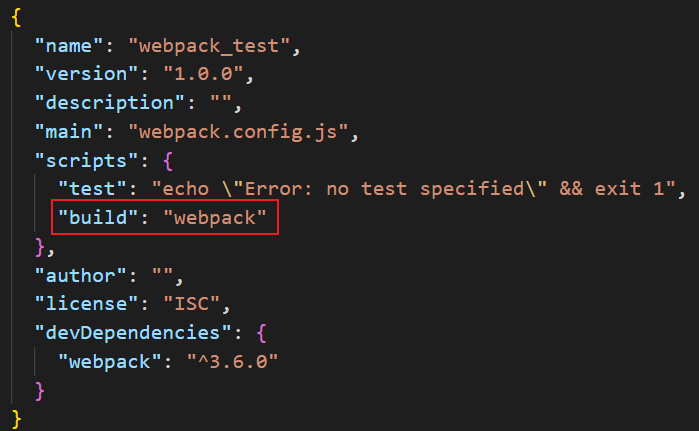 {
  "name": "webpack_test",
  "version": "1.0.0",
  "description": "",
  "main": "webpack.config.js",
  "scripts": {
    "test": "echo \"Error: no test specified\" && exit 1",
    "build": "webpack"
  },
  "author": "",
  "license": "ISC",
  "devDependencies": {
    "webpack": "^3.6.0"
  }
}